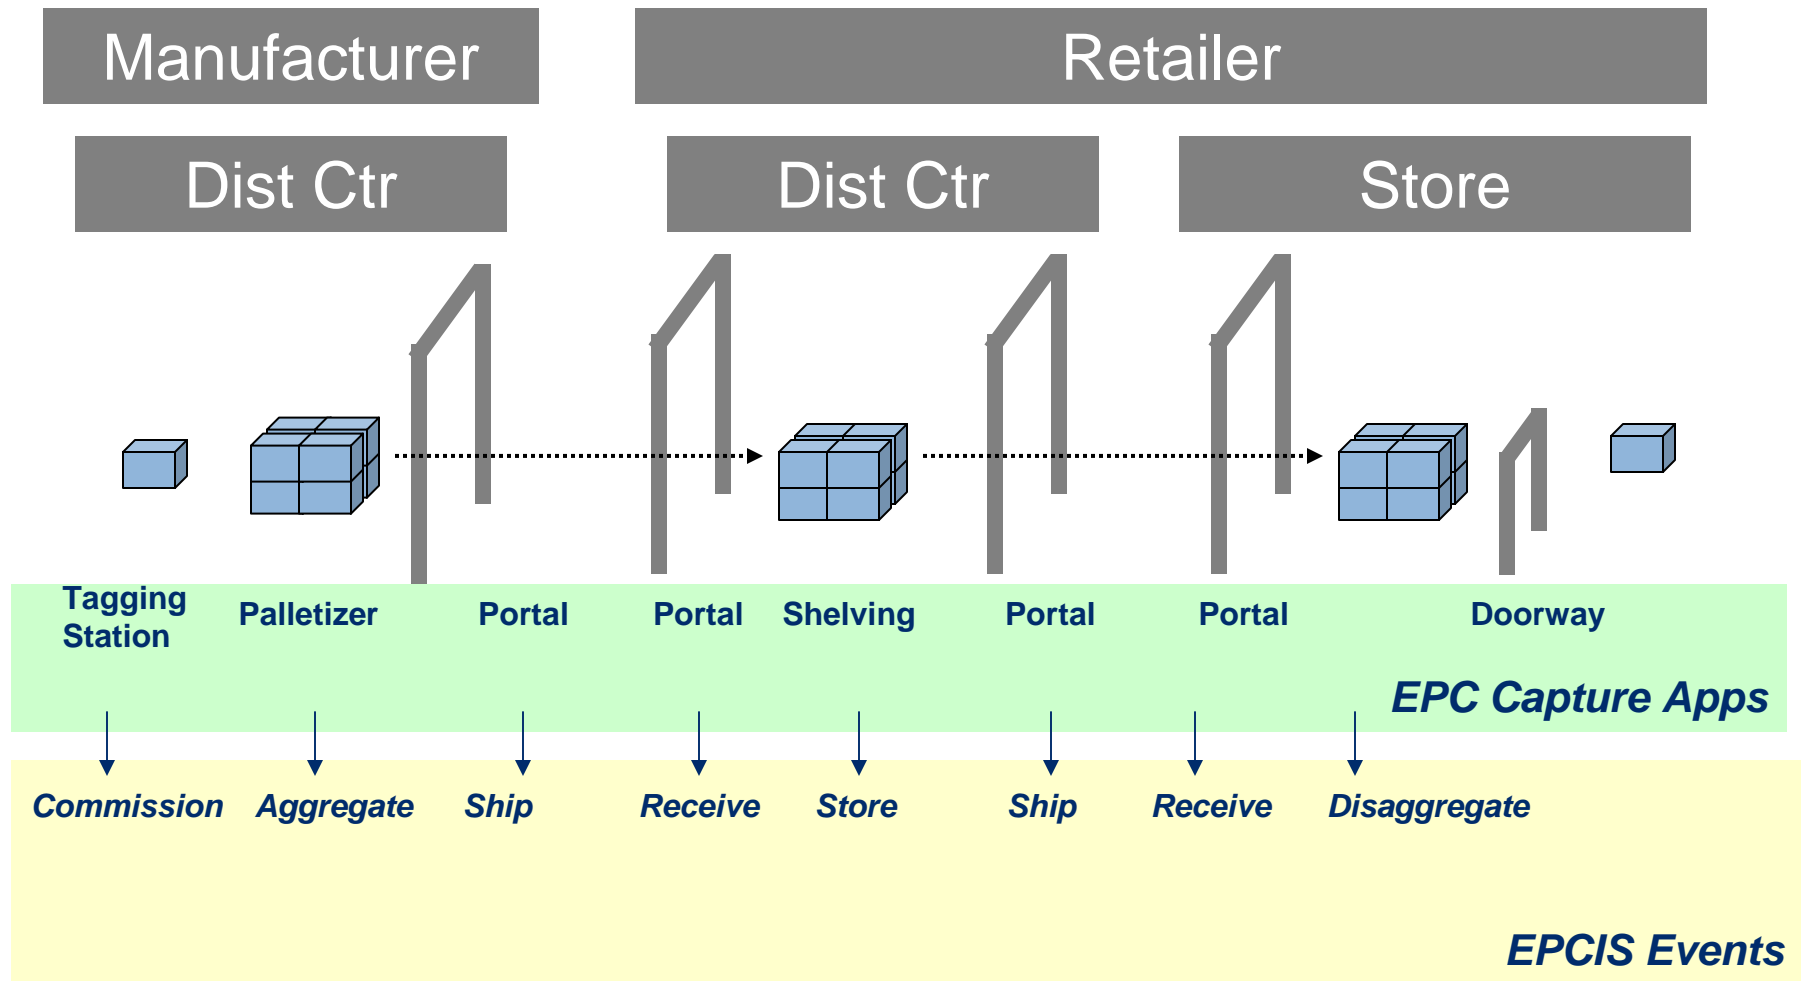 Manufacturer
Retailer
Dist Ctr
Dist Ctr
Store
Tagging
Station
Palletizer
Portal
Portal
Shelving
Portal
Portal
Doorway
EPC Capture Apps
Commission
Aggregate
Ship
Receive
Store
Ship
Receive
Disaggregate
EPCIS Events